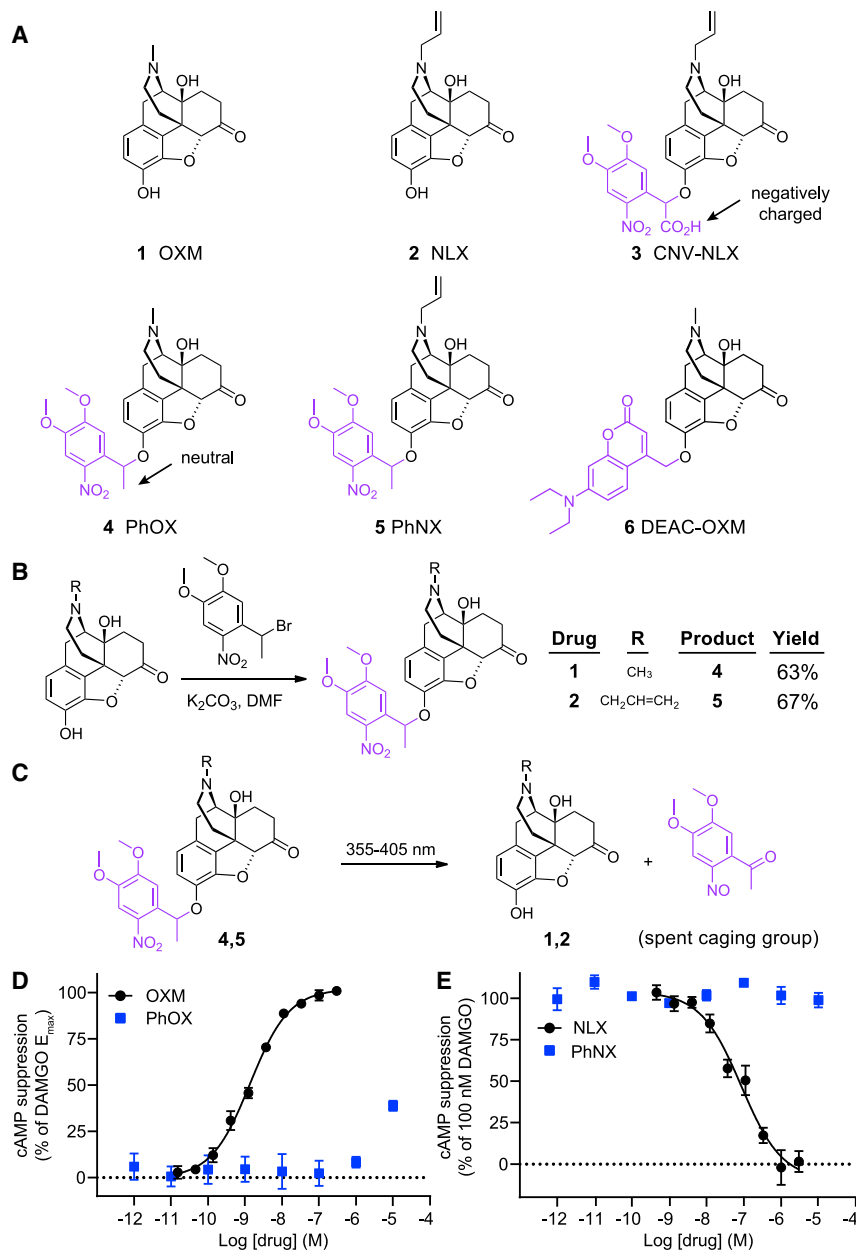 A
N
OH
O
O
OH
1 OXM
N
OH
O
O
OH
2 NLX
N
OH
O
O
O
O
O
NO2
CO2H
negatively
charged
3 CNV-NLX
N
OH
O
O
O
O
O
NO2
neutral
4 PhOX
N
OH
O
O
O
O
O
NO2
5 PhNX
N
OH
O
O
O
O
O
N
6 DEAC-OXM
B
R
N
OH
O
O
OH
O
O
Br
NO2
K2CO3, DMF
R
N
OH
O
O
O
O
O
NO2
Drug R Product Yield
1 CH3 4 63%
2 CH2CH=CH2 5 67%
C
R
N
OH
O
O
O
O
O
NO2
4,5
355-405 nm
R
N
OH
O
O
OH
1,2
+
O
O
O
NO
(spent caging group)
D
OXM
PhOX
cAMP suppression
(% of DAMGO Emax)
100
75
50
25
0
-12 -11 -10 -9 -8 -7 -6 -5 -4
Log [drug] (M)
E
NLX
PhNX
cAMP suppression
(% of 100 nM DAMGO)
100
75
50
25
0
-12 -11 -10 -9 -8 -7 -6 -5 -4
Log [drug] (M)